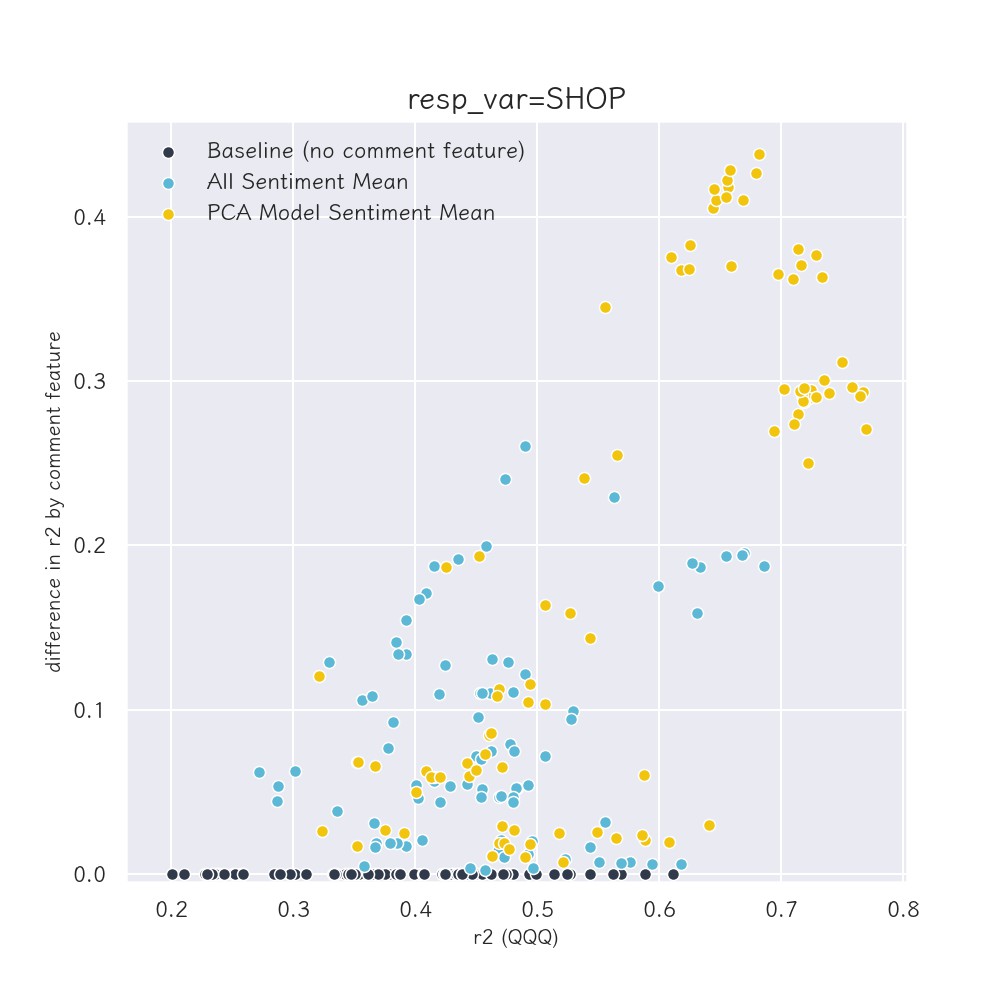 resp_var=SHOP
Baseline (no comment feature)
All Sentiment Mean
PCA Model Sentiment Mean
difference in r2 by comment feature
0.4
0.3
0.2
0.1
0.0
0.2 0.3 0.4 0.5 0.6 0.7 0.8
r2 (QQQ)